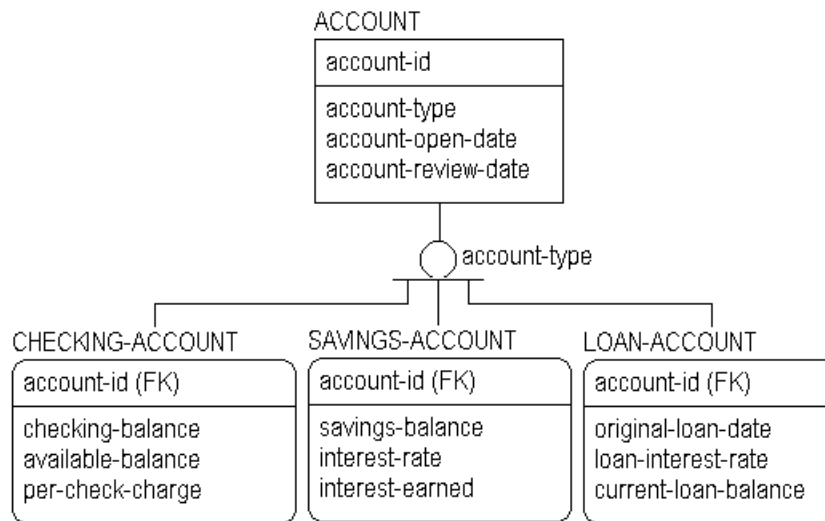 ACCOUNT
account-id
account-type
account-open-date
account-review-date
account-type
CHECKING-ACCOUNT
account-id (FK)
checking-balance
available-balance
per-check-charge
SAVINGS-ACCOUNT
account-id (FK)
savings-balance
interest-rate
interest-earned
LOAN-ACCOUNT
account-id (FK)
original-loan-date
loan-interest-rate
current-loan-balance